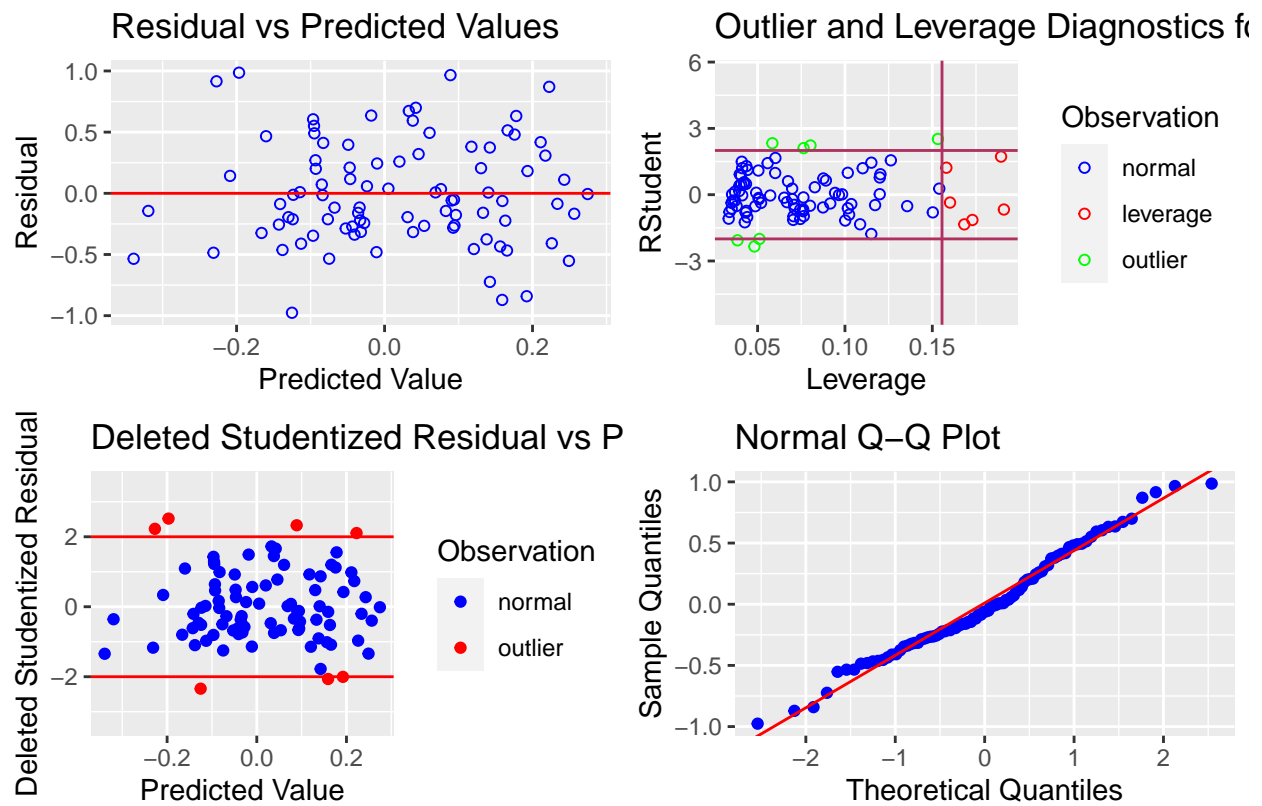 Residual vs Predicted Values
1.0
0.5
0.0
−0.5
−1.0
Residual
−0.2
0.0
0.2
Predicted Value
Outlier and Leverage Diagnostics fo
6
3
0
−3
RStudent
0.05
0.10
0.15
Leverage
Observation
normal
leverage
outlier
Deleted Studentized Residual vs P
2
0
−2
Deleted Studentized Residual
−0.2
0.0
0.2
Predicted Value
Observation
normal
outlier
Normal Q−Q Plot
1.0
0.5
0.0
−0.5
−1.0
Sample Quantiles
−2
−1
0
1
2
Theoretical Quantiles